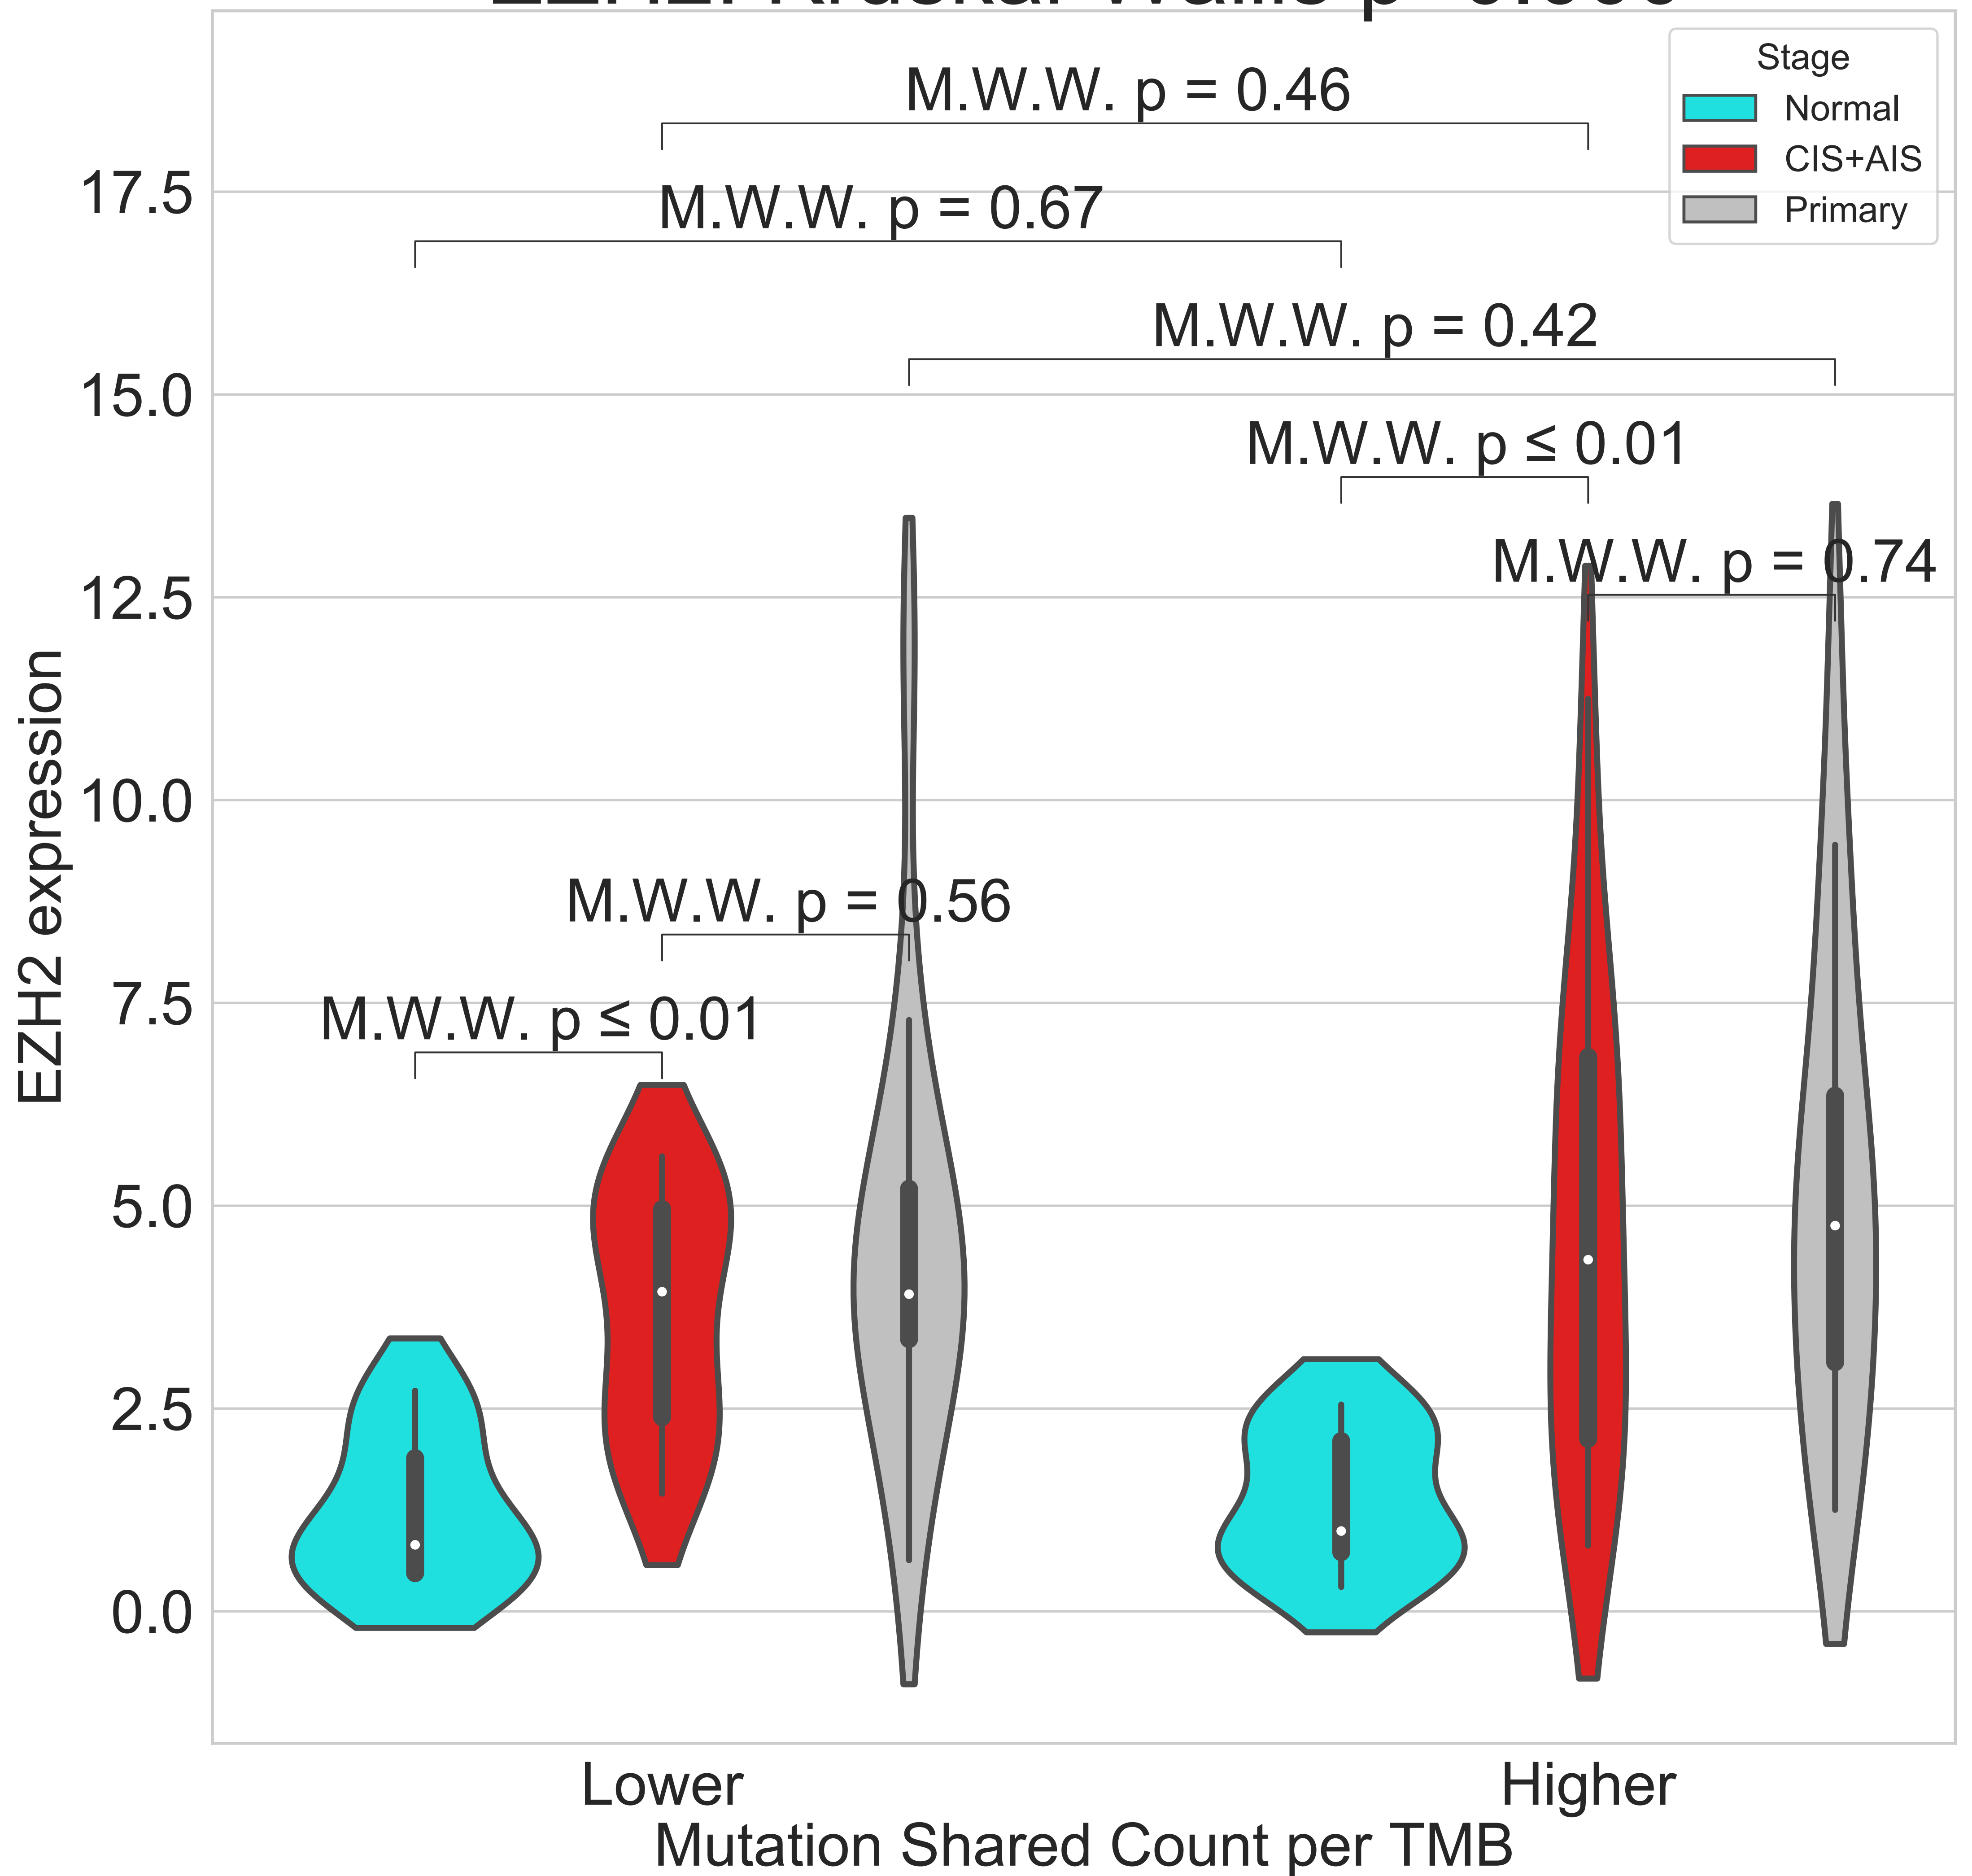 M.W.W. p = 0.46
Stage
Normal
CIS+AIS
Primary
M.W.W. p = 0.67
M.W.W. p = 0.42
M.W.W. p ≤ 0.01
M.W.W. p = 0.74
M.W.W. p = 0.56
M.W.W. p ≤ 0.01
17.5
15.0
12.5
10.0
7.5
5.0
2.5
0.0
EZH2 expression
Lower
Higher
Mutation Shared Count per TMB